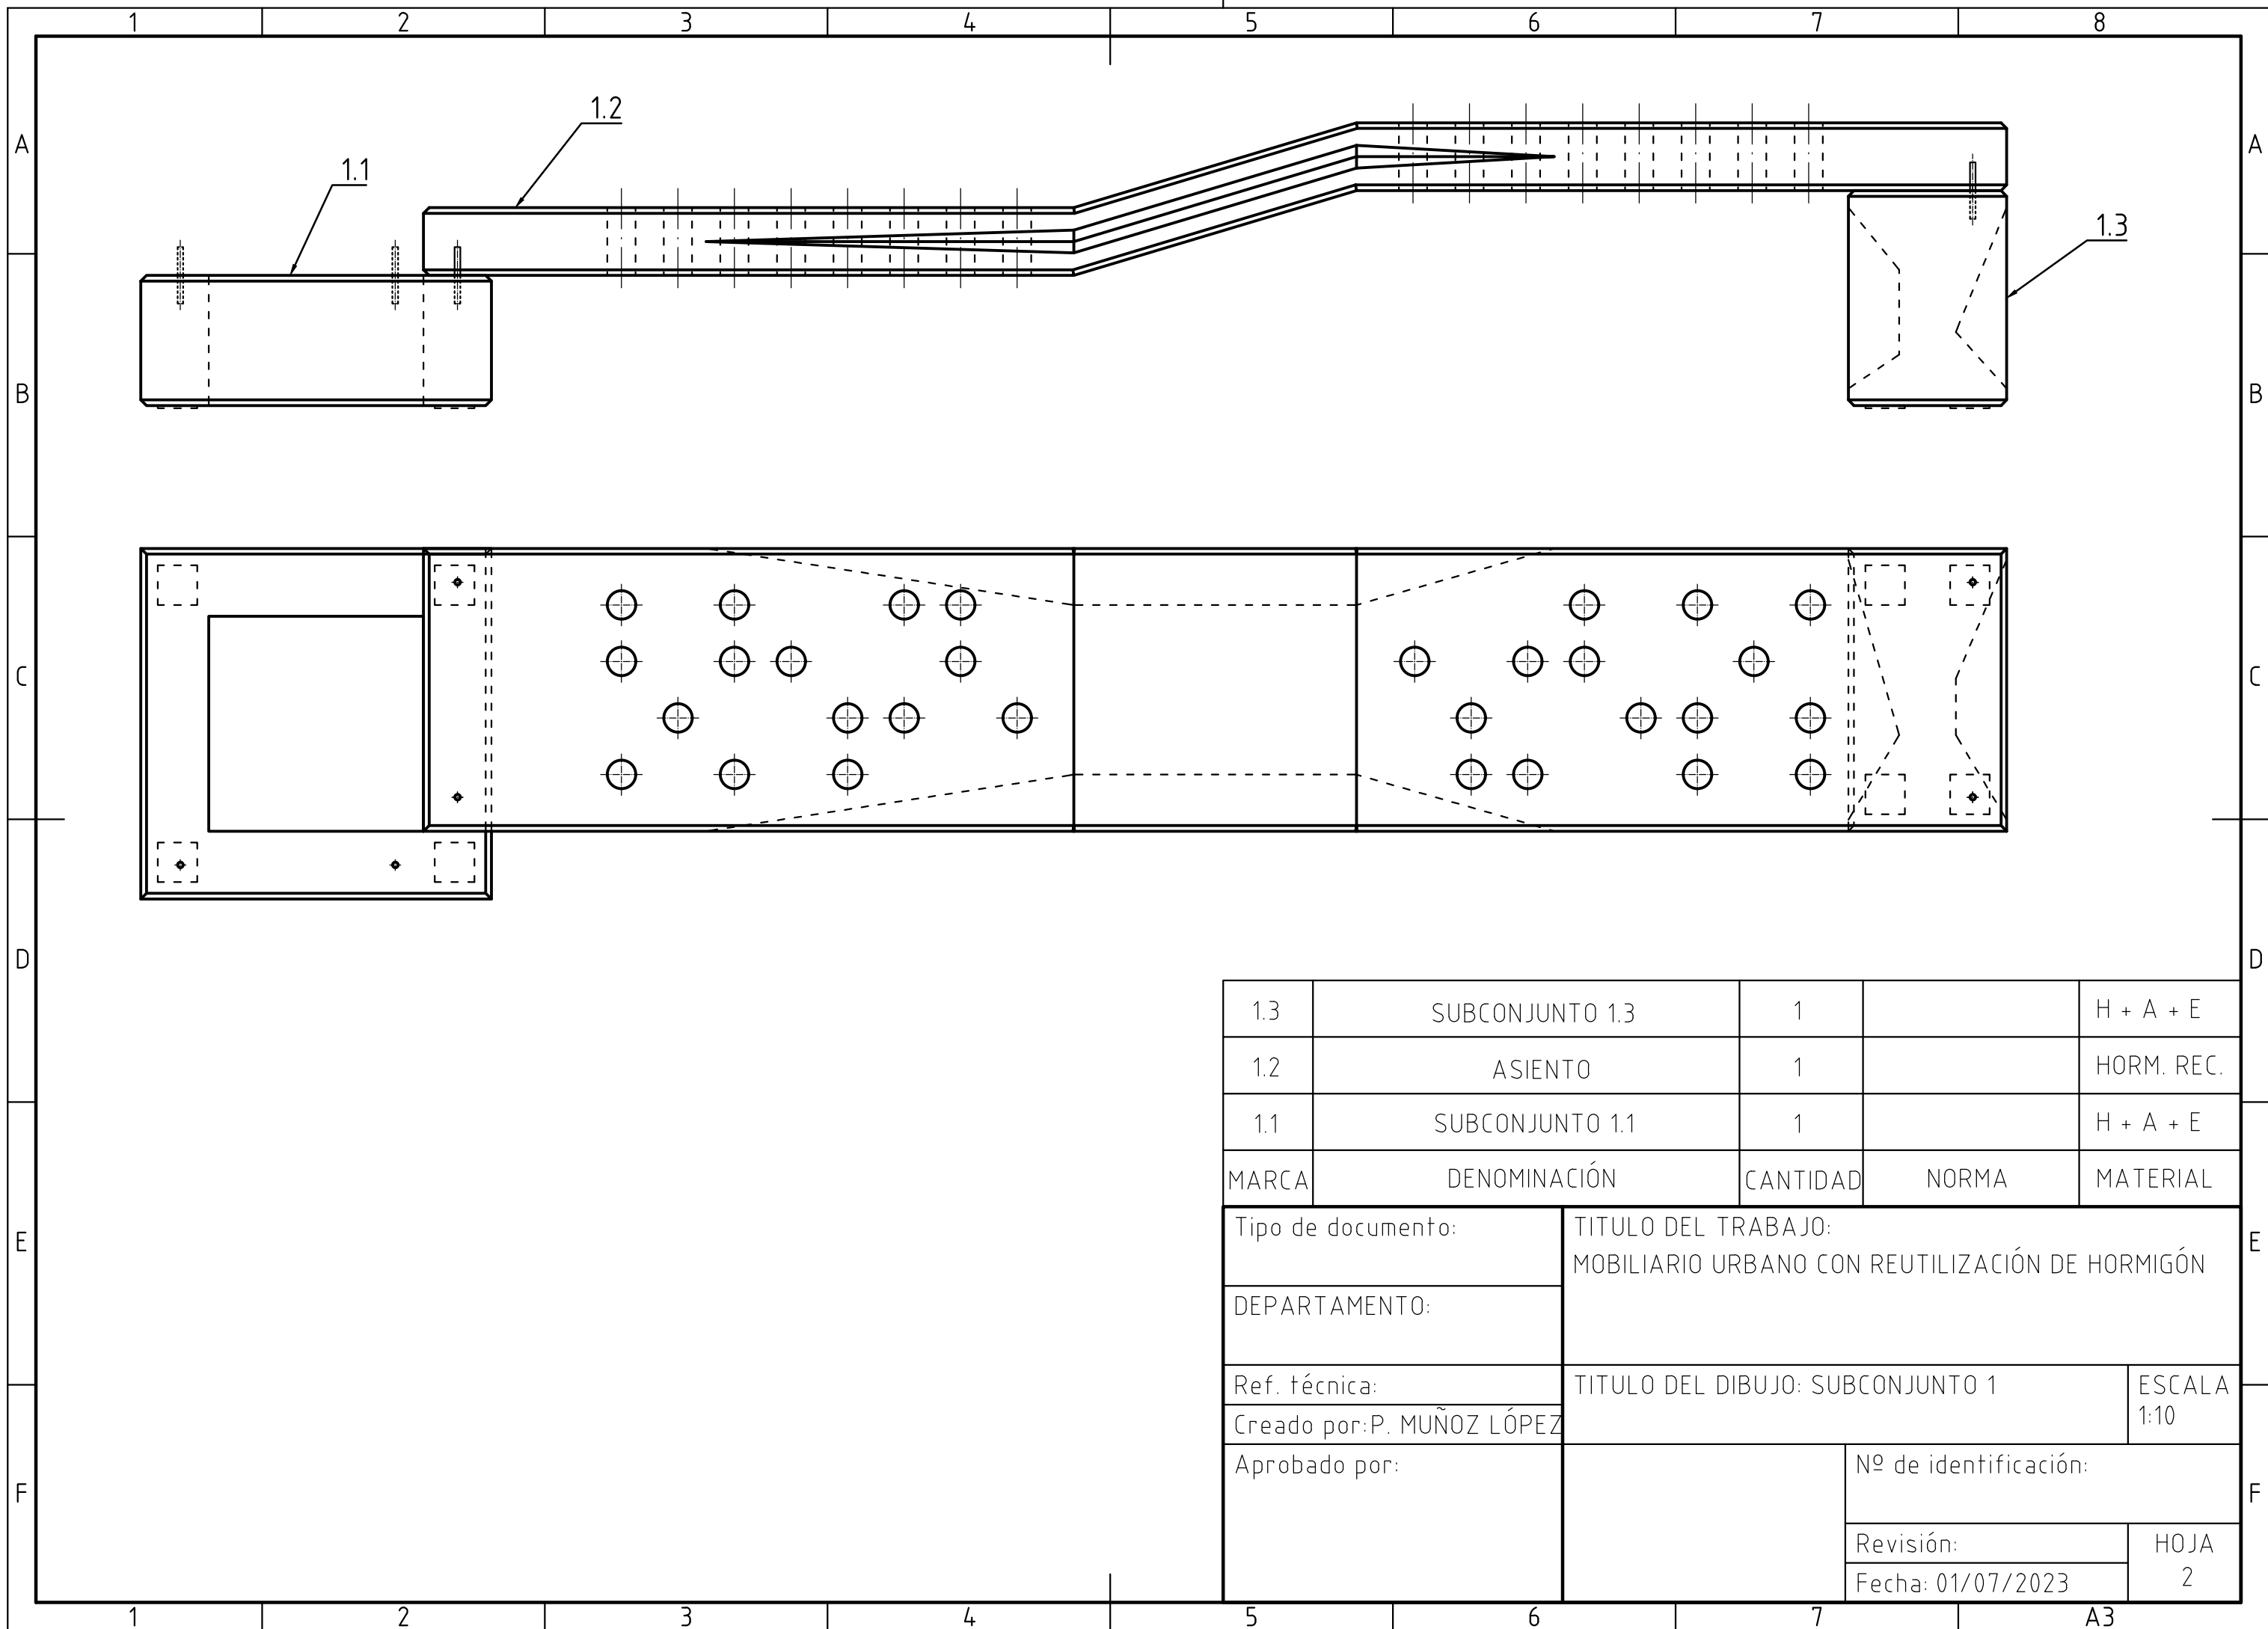 1 2 3 4 5 6 7 8
A A
1.2
1.1
1.3
B B
C C
D D
1.3 SUBCONJUNTO 1.3 1 H + A + E
1.2 ASIENTO 1 HORM. REC.
1.1 SUBCONJUNTO 1.1 1 H + A + E
MARCA DENOMINACIÓN CANTIDAD NORMA MATERIAL
E E
Tipo de documento:
TITULO DEL TRABAJO:
MOBILIARIO URBANO CON REUTILIZACIÓN DE HORMIGÓN
DEPARTAMENTO:
Ref. técnica:
TITULO DEL DIBUJO: SUBCONJUNTO 1
ESCALA
1:10
Creado por:P. MUÑOZ LÓPEZ
Aprobado por:
Nº de identificación:
F F
Revisión:
HOJA
2
Fecha: 01/07/2023
1 2 3 4 5 6 7 A3